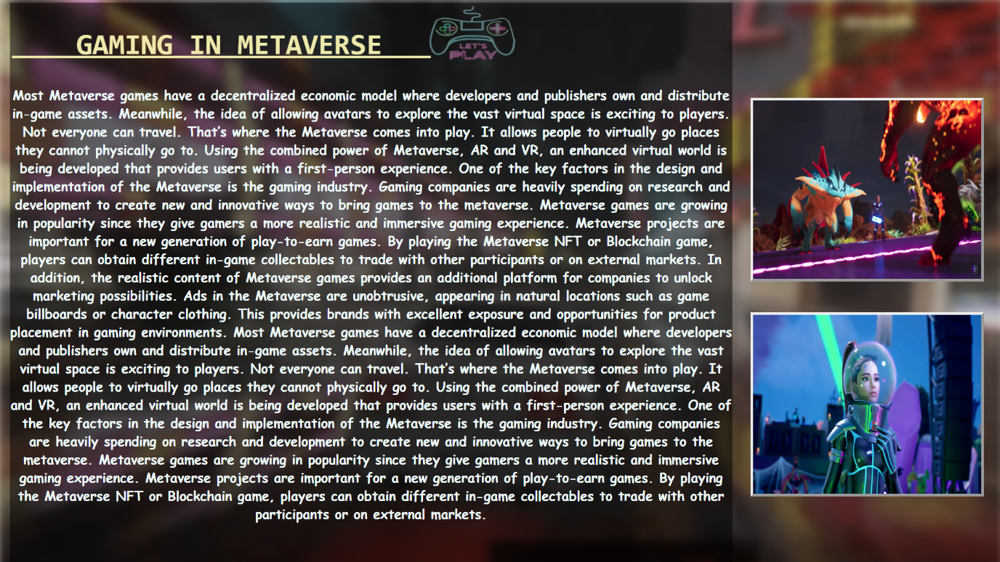 GAMING IN METAVERSE
LET'S
PLAY
Most Metaverse games have a decentralized economic model where developers and publishers own and distribute
in-game assets. Meanwhile, the idea of allowing avatars to explore the vast virtual space is exciting to players.
Not everyone can travel. That's where the Metaverse comes into play. It allows people to virtually go places
they cannot physically go to. Using the combined power of Metaverse, AR and VR, an enhanced virtual world is
being developed that provides users with a first-person experience. One of the key factors in the design and
implementation of the Metaverse is the gaming industry. Gaming companies are heavily spending on research and
development to create new and innovative ways to bring games to the metaverse. Metaverse games are growing
in popularity since they give gamers a more realistic and immersive gaming experience. Metaverse projects are
important for a new generation of play-to-earn games. By playing the Metaverse NFT or Blockchain game,
players can obtain different in-game collectables to trade with other participants or on external markets. In
addition, the realistic content of Metaverse games provides an additional platform for companies to unlock
marketing possibilities. Ads in the Metaverse are unobtrusive, appearing in natural locations such as game
billboards or character clothing. This provides brands with excellent exposure and opportunities for product
placement in gaming environments. Most Metaverse games have a decentralized economic model where developers
and publishers own and distribute in-game assets. Meanwhile, the idea of allowing avatars to explore the vast
virtual space is exciting to players. Not everyone can travel. That's where the Metaverse comes into play. It
allows people to virtually go places they cannot physically go to. Using the combined power of Metaverse, AR
and VR, an enhanced virtual world is being developed that provides users with a first-person experience. One of
the key factors in the design and implementation of the Metaverse is the gaming industry. Gaming companies
are heavily spending on research and development to create new and innovative ways to bring games to the
metaverse. Metaverse games are growing in popularity since they give gamers a more realistic and immersive
gaming experience. Metaverse projects are important for a new generation of play-to-earn games. By playing
the Metaverse NFT or Blockchain game, players can obtain different in-game collectables to trade with other
participants or on external markets.